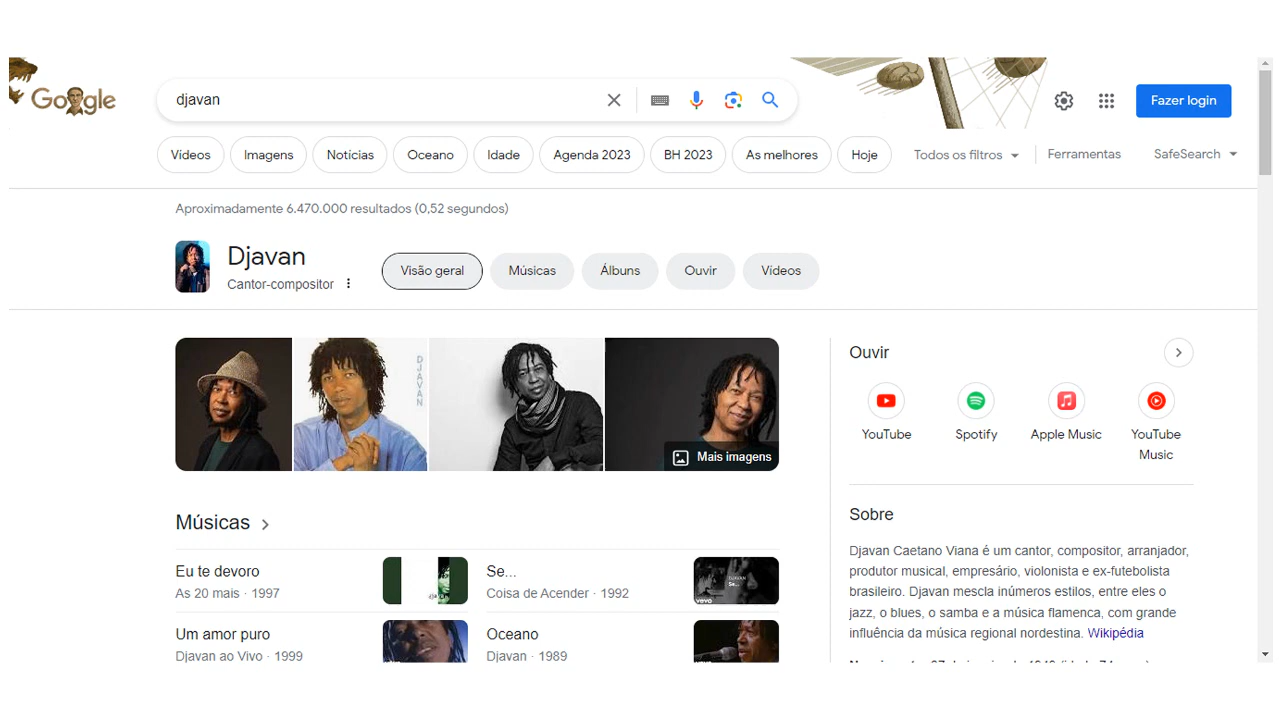 Google
djavan
Fazer login
Vídeos
Imagens
Notícias
Oceano
Idade
Agenda 2023
BH 2023
As melhores
Hoje
Todos os filtros
Ferramentas
SafeSearch
Aproximadamente 6.470.000 resultados (0,52 segundos)
Djavan
Cantor-compositor
Visão geral
Músicas
Álbuns
Ouvir
Vídeos
DJAVAN
Mais imagens
Músicas
Eu te devoro
As 20 mais · 1997
Se...
Coisa de Acender · 1992
DJAVAN
Se...
vevo
Um amor puro
Djavan ao Vivo · 1999
Oceano
Djavan · 1989
Ouvir
YouTube
Spotify
Apple Music
YouTube
Music
Sobre
Djavan Caetano Viana é um cantor, compositor, arranjador,
produtor musical, empresário, violonista e ex-futebolista
brasileiro. Djavan mescla inúmeros estilos, entre eles o
jazz, o blues, o samba e a música flamenca, com grande
influência da música regional nordestina. Wikipédia